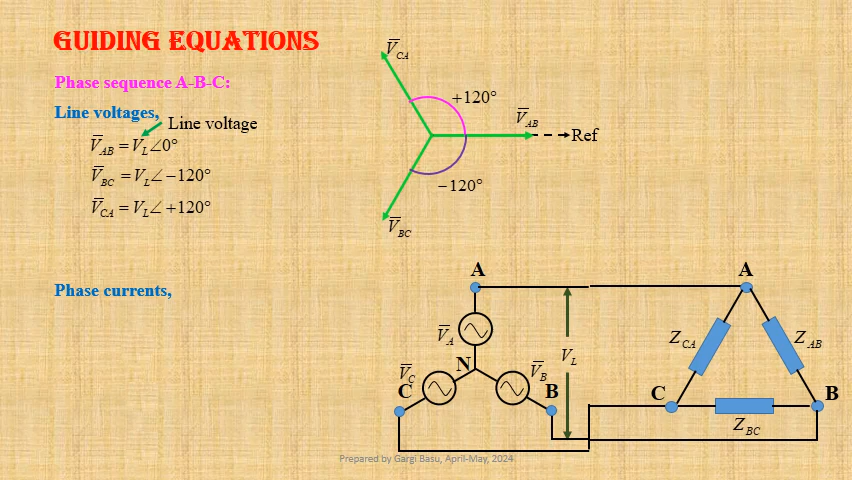 GUIDING EQUATIONS
Phase sequence A-B-C:
Line voltages,
Line voltage
V̅_AB = V_L∠0°
V̅_BC = V_L∠−120°
V̅_CA = V_L∠+120°
V̅_CA
+120°
V̅_AB
Ref
−120°
V̅_BC
Phase currents,
A
A
V̅_A
Z_CA
Z_AB
N
V_L
V̅_C
V̅_B
C
B
C
B
Z_BC
Prepared by Gargi Basu, April-May, 2024